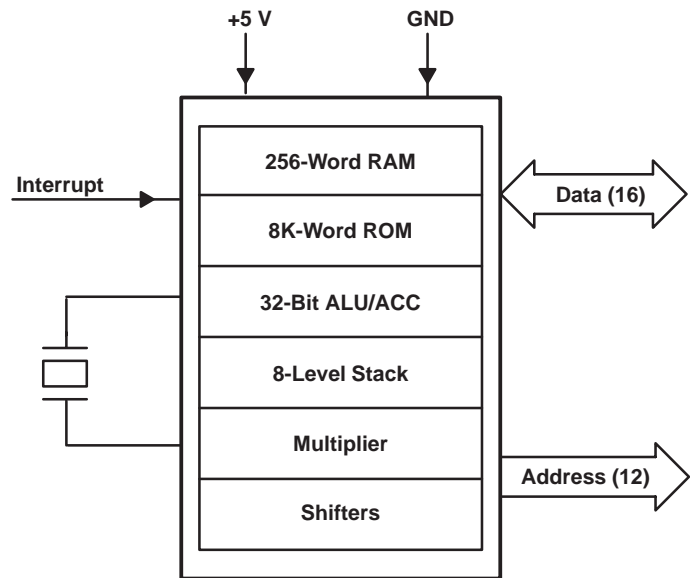 +5 V
GND
256-Word RAM
Interrupt
Data (16)
8K-Word ROM
32-Bit ALU/ACC
8-Level Stack
Multiplier
Address (12)
Shifters